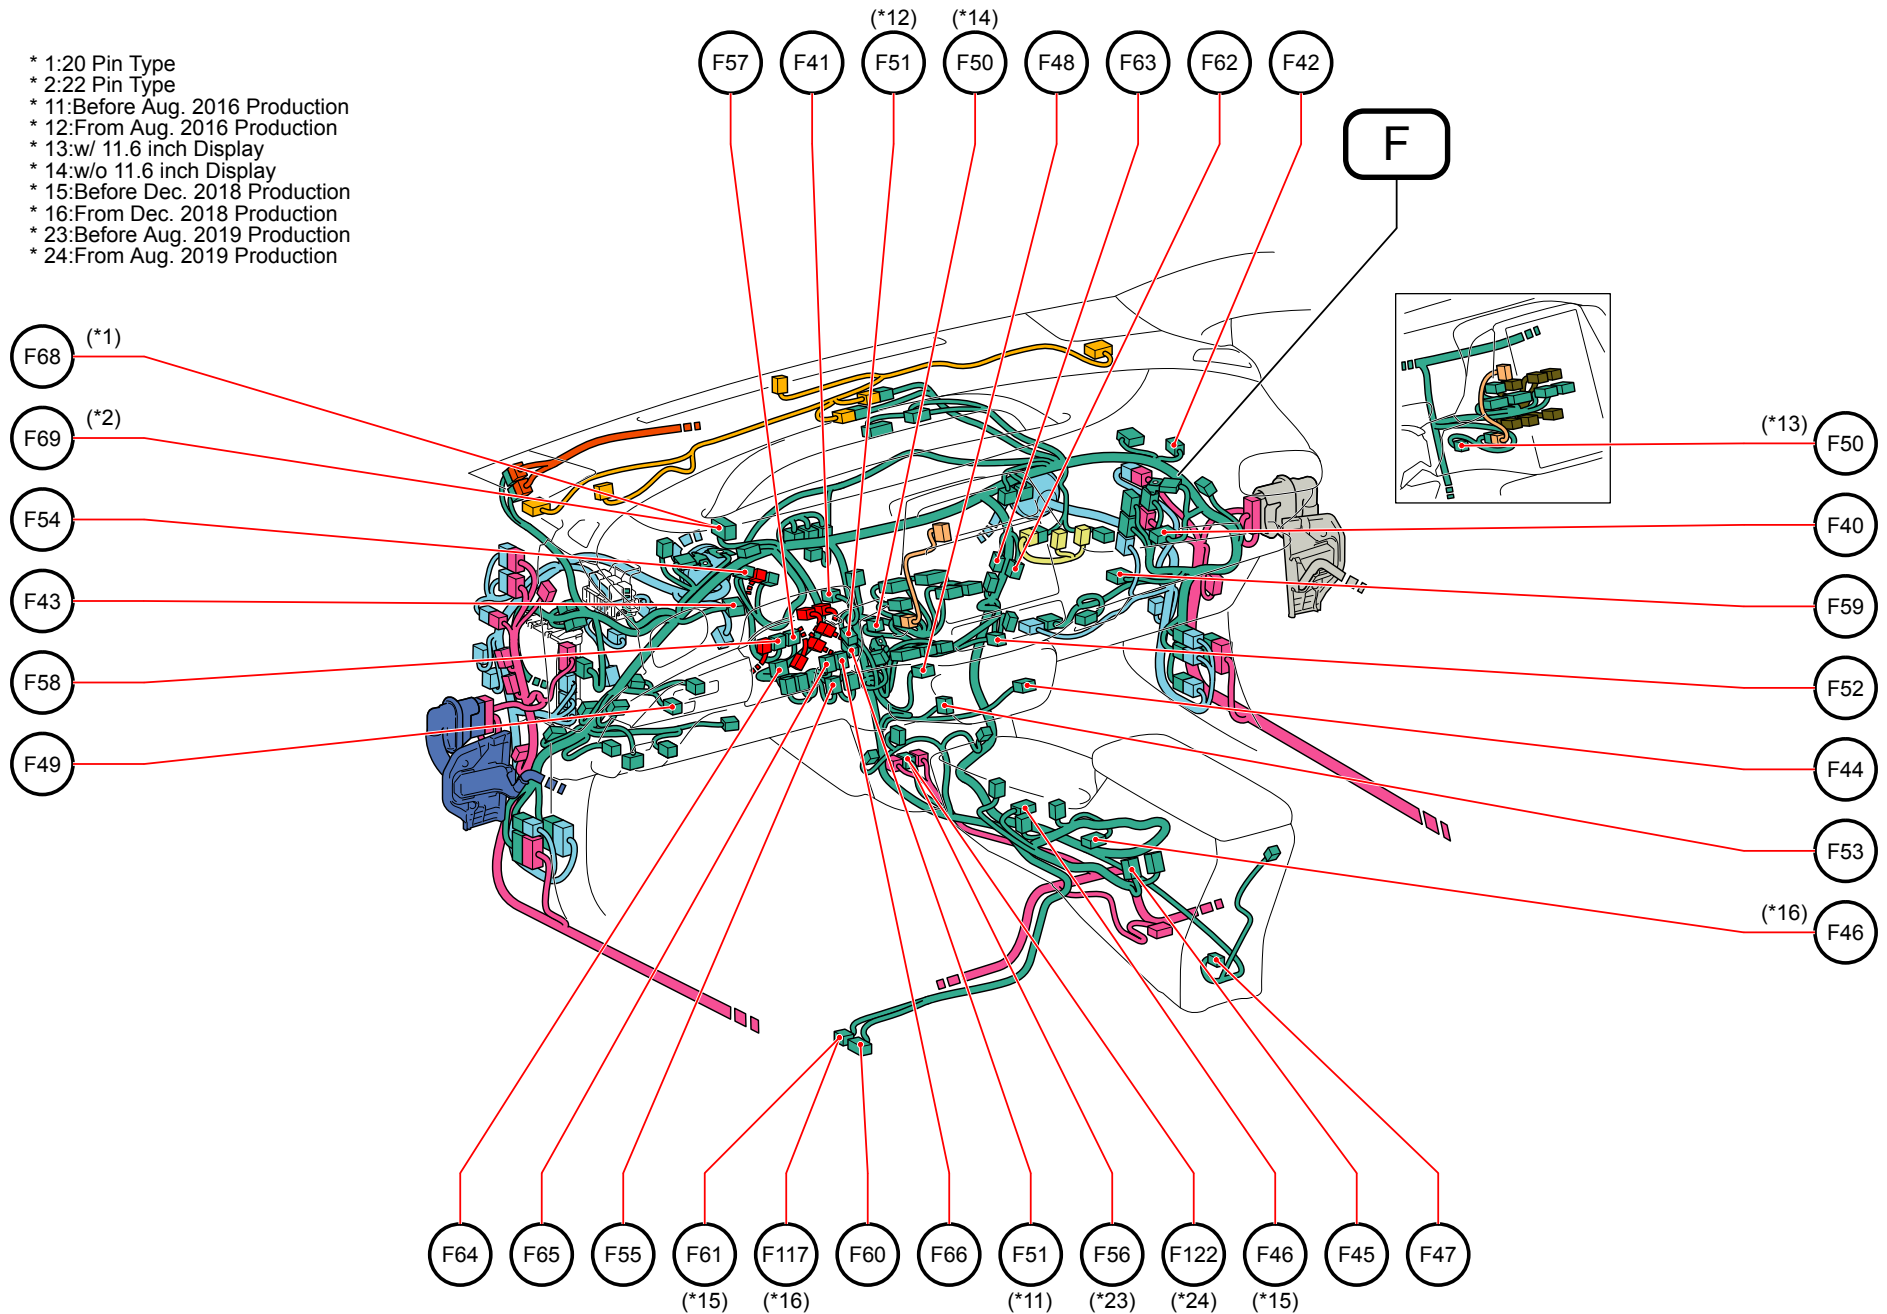 (*12) (*14)
F57 F41 F51 F50 F48 F63 F62 F42
* 1:20 Pin Type
* 2:22 Pin Type
* 11:Before Aug. 2016 Production
* 12:From Aug. 2016 Production
* 13:w/ 11.6 inch Display
* 14:w/o 11.6 inch Display
* 15:Before Dec. 2018 Production
* 16:From Dec. 2018 Production
* 23:Before Aug. 2019 Production
* 24:From Aug. 2019 Production
F
F68 (*1)
F69 (*2)
F54
F43
F58
F49
(*13) F50
F40
F59
F52
F44
F53
(*16) F46
F64 F65 F55 F61 F117 F60 F66 F51 F56 F122 F46 F45 F47
(*15) (*16) (*11) (*23) (*24) (*15)